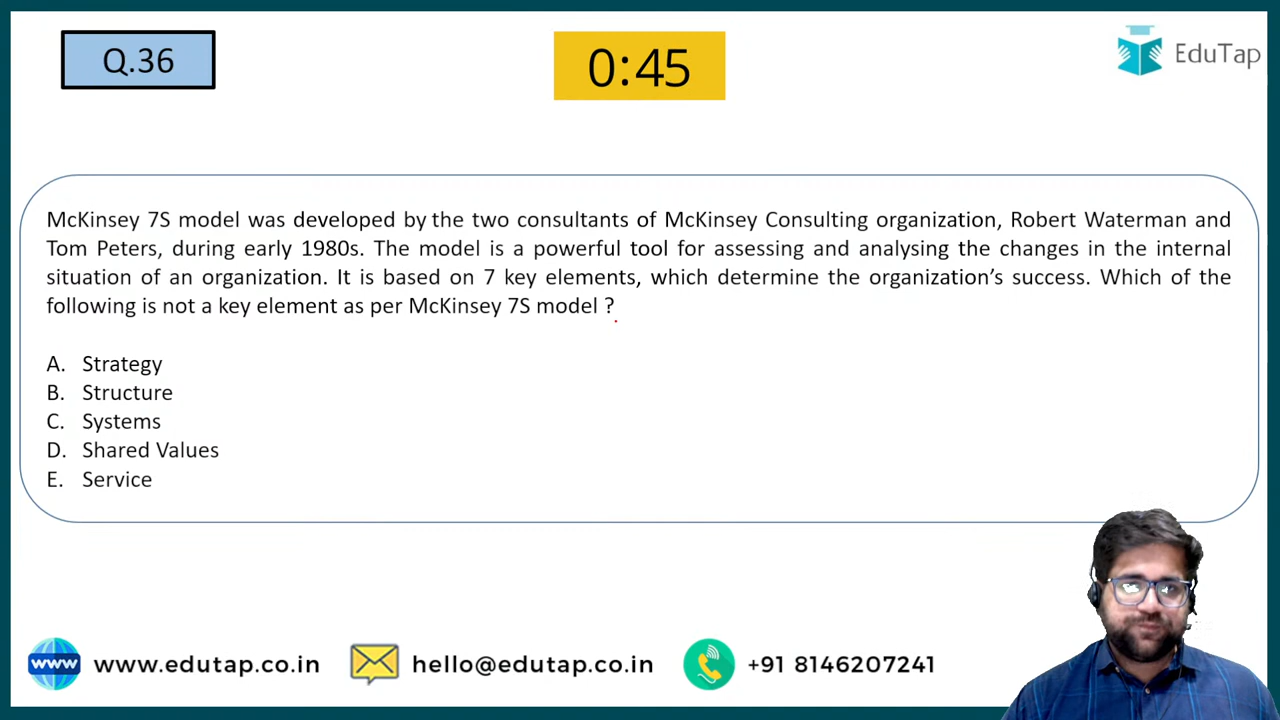 Q.36
0:45
EduTap
McKinsey 7S model was developed by the two consultants of McKinsey Consulting organization, Robert Waterman and
Tom Peters, during early 1980s. The model is a powerful tool for assessing and analysing the changes in the internal
situation of an organization. It is based on 7 key elements, which determine the organization’s success. Which of the
following is not a key element as per McKinsey 7S model ?
A. Strategy
B. Structure
C. Systems
D. Shared Values
E. Service
www www.edutap.co.in hello@edutap.co.in +91 8146207241